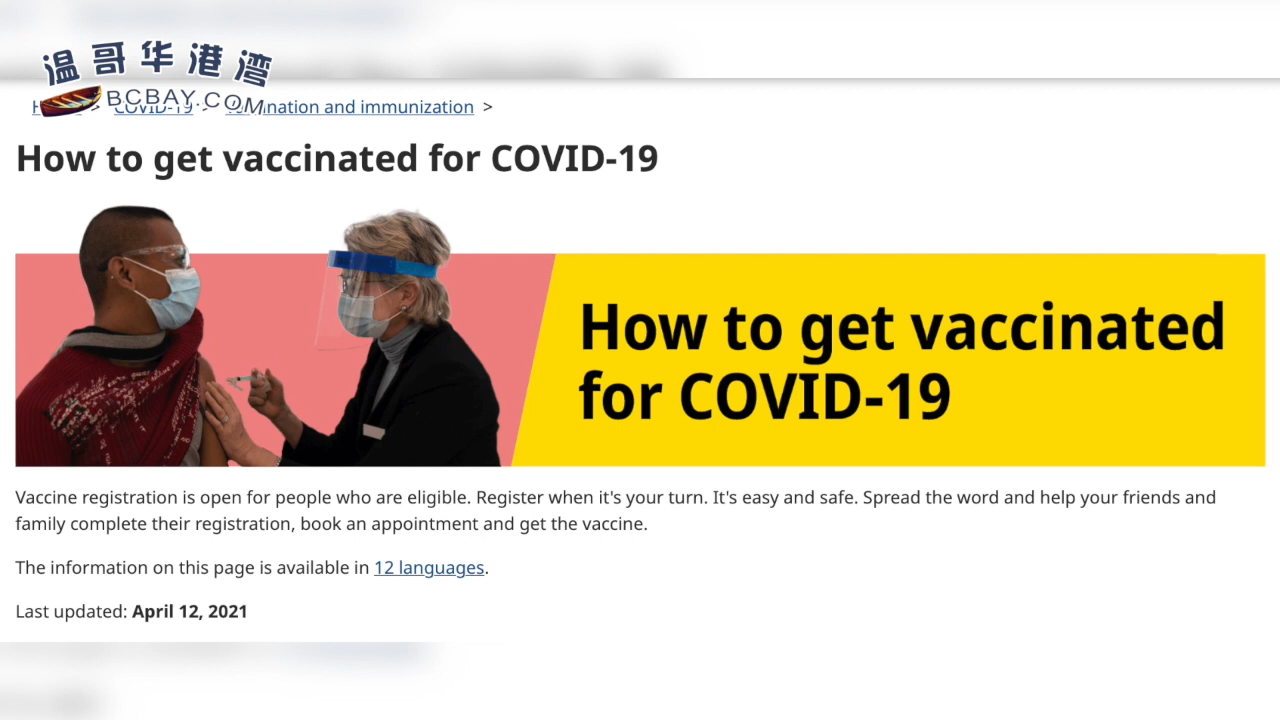 温哥华港湾
BCBAY.COM
COVID-19 > and immunization >
How to get vaccinated for COVID-19
How to get vaccinated
for COVID-19
Vaccine registration is open for people who are eligible. Register when it's your turn. It's easy and safe. Spread the word and help your friends and
family complete their registration, book an appointment and get the vaccine.
The information on this page is available in 12 languages.
Last updated: April 12, 2021